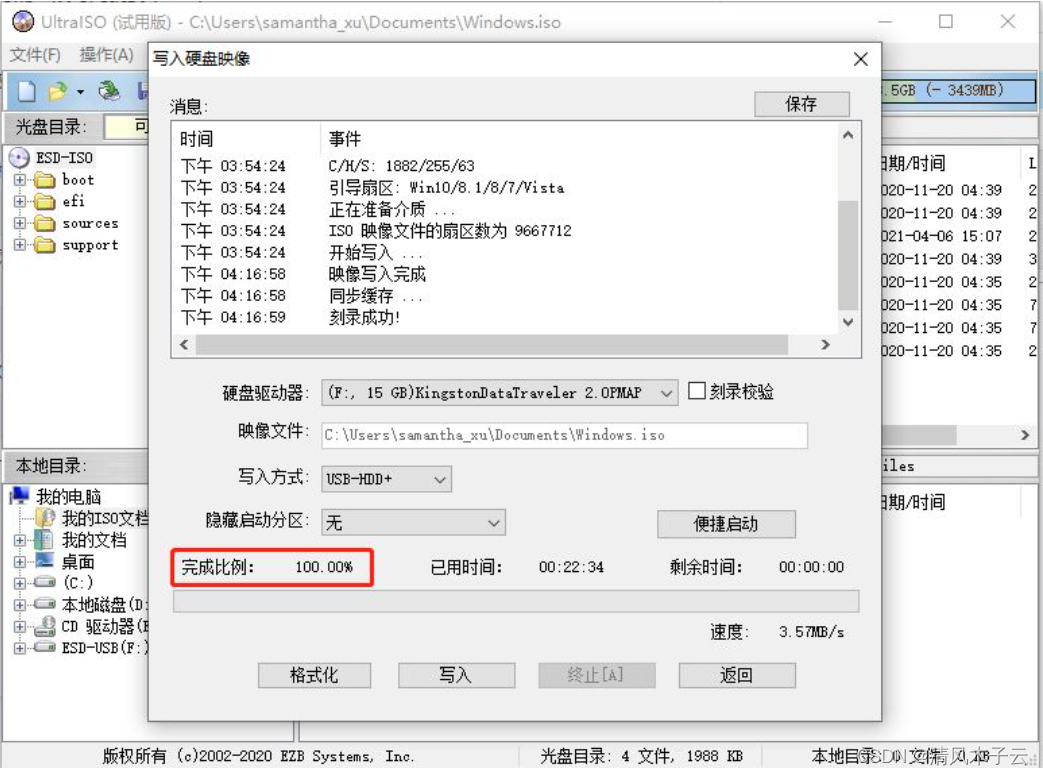 UltraISO (试用版) - C:\Users\samantha_xu\Documents\Windows.iso
文件(F) 操作(A)
写入硬盘映像
.5GB (- 3439MB)
消息:
保存
光盘目录: 可
时间 事件
下午 03:54:24 C/H/S: 1882/255/63
下午 03:54:24 引导扇区: Win10/8.1/8/7/Vista
下午 03:54:24 正在准备介质 ...
下午 03:54:24 ISO 映像文件的扇区数为 9667712
下午 03:54:24 开始写入 ...
下午 04:16:58 映像写入完成
下午 04:16:58 同步缓存 ...
下午 04:16:59 刻录成功!
ESD-ISO
boot
efi
sources
support
期/时间 L
020-11-20 04:39 2
020-11-20 04:39 2
021-04-06 15:07 2
020-11-20 04:39 3
020-11-20 04:35 2
020-11-20 04:35 7
020-11-20 04:35 7
020-11-20 04:35 2
硬盘驱动器: (F:, 15 GB)KingstonDataTraveler 2.0PMAP 刻录校验
映像文件: C:\Users\samantha_xu\Documents\Windows.iso
写入方式: USB-HDD+
隐藏启动分区: 无 便捷启动
完成比例: 100.00% 已用时间: 00:22:34 剩余时间: 00:00:00
速度: 3.57MB/s
格式化 写入 终止[A] 返回
本地目录: iles
我的电脑
我的ISO文档
我的文档
桌面
(C:)
本地磁盘(D:
CD 驱动器(E
ESD-USB(F:)
期/时间
版权所有 (c)2002-2020 EZB Systems, Inc. 光盘目录: 4 文件, 1988 KB 本地目录: 0 文件, 0 KB